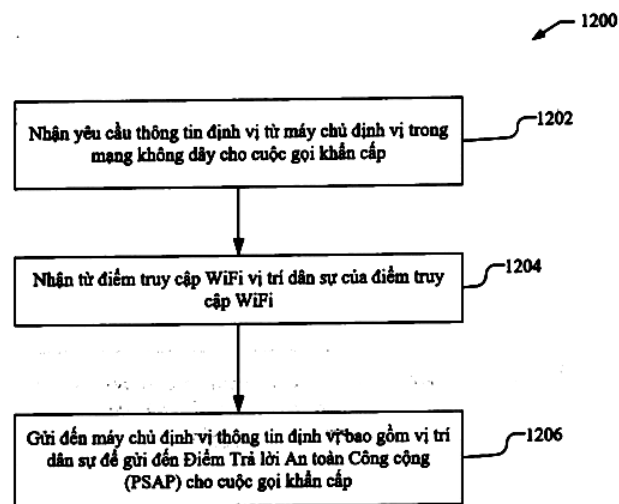 1200
Nhận yêu cầu thông tin định vị từ máy chủ định vị trong
mạng không dây cho cuộc gọi khẩn cấp
1202
Nhận từ điểm truy cập WiFi vị trí dân sự của điểm truy
cập WiFi
1204
Gửi đến máy chủ định vị thông tin định vị bao gồm vị trí
dân sự để gửi đến Điểm Trả lời An toàn Công cộng
(PSAP) cho cuộc gọi khẩn cấp
1206